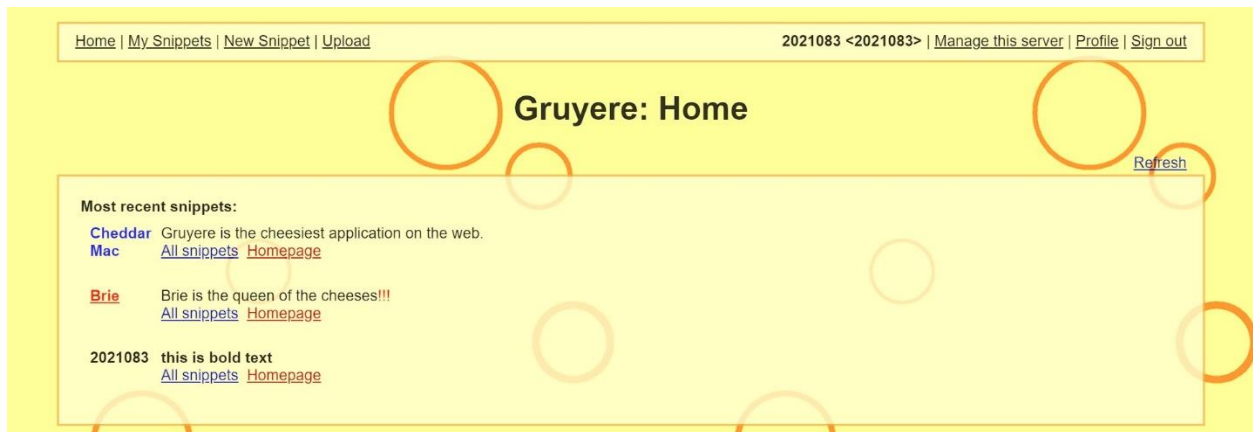 Home | My Snippets | New Snippet | Upload
2021083 <2021083> | Manage this server | Profile | Sign out
Gruyere: Home
Refresh
Most recent snippets:
Cheddar Gruyere is the cheesiest application on the web.
Mac All snippets Homepage
Brie Brie is the queen of the cheeses!!!
All snippets Homepage
2021083 this is bold text
All snippets Homepage